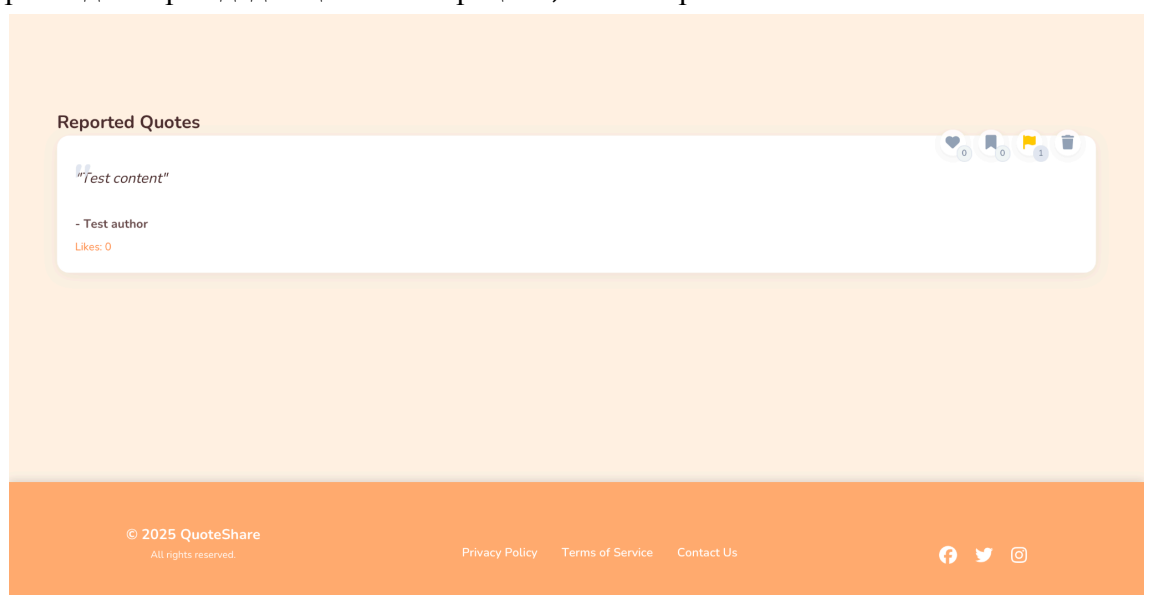 Reported Quotes
0 0 1
"Test content"
- Test author
Likes: 0
© 2025 QuoteShare
All rights reserved.
Privacy Policy Terms of Service Contact Us